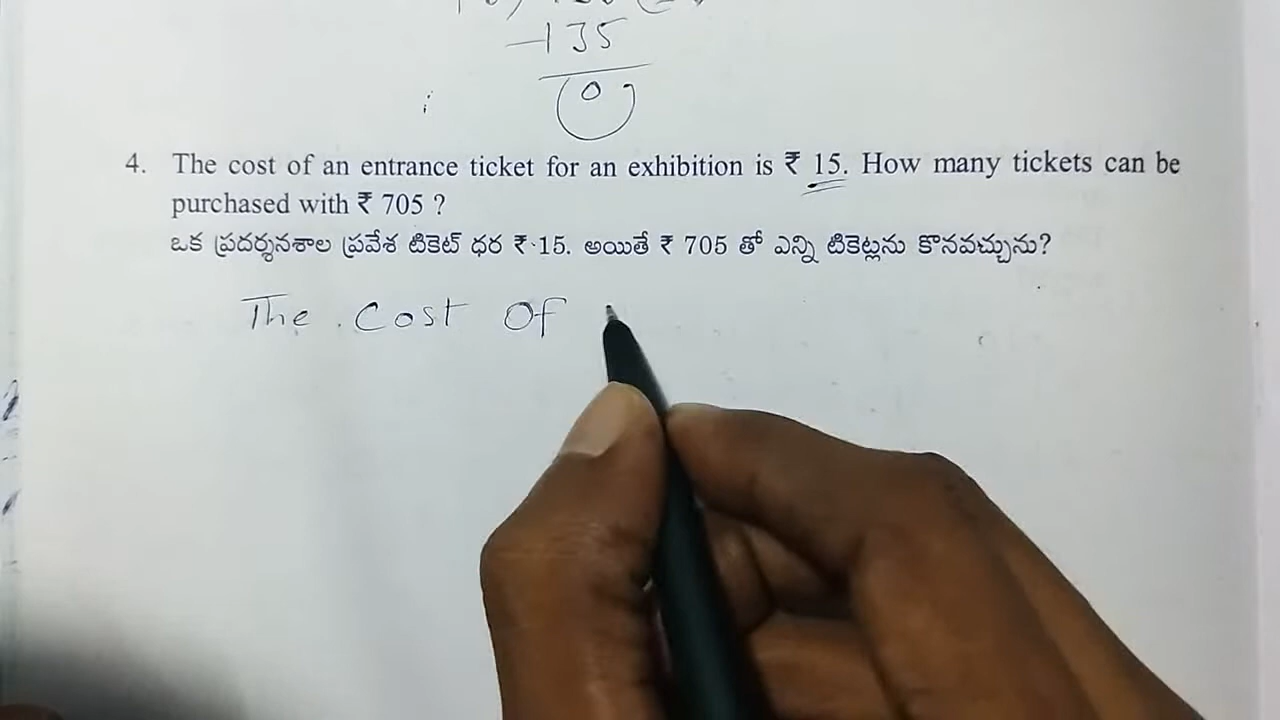 -135
0
4. The cost of an entrance ticket for an exhibition is ₹ 15. How many tickets can be
purchased with ₹ 705 ?
ఒక ప్రదర్శనశాల ప్రవేశ టికెట్ ధర ₹ 15. అయితే ₹ 705 తో ఎన్ని టికెట్లను కొనవచ్చును?
The Cost Of